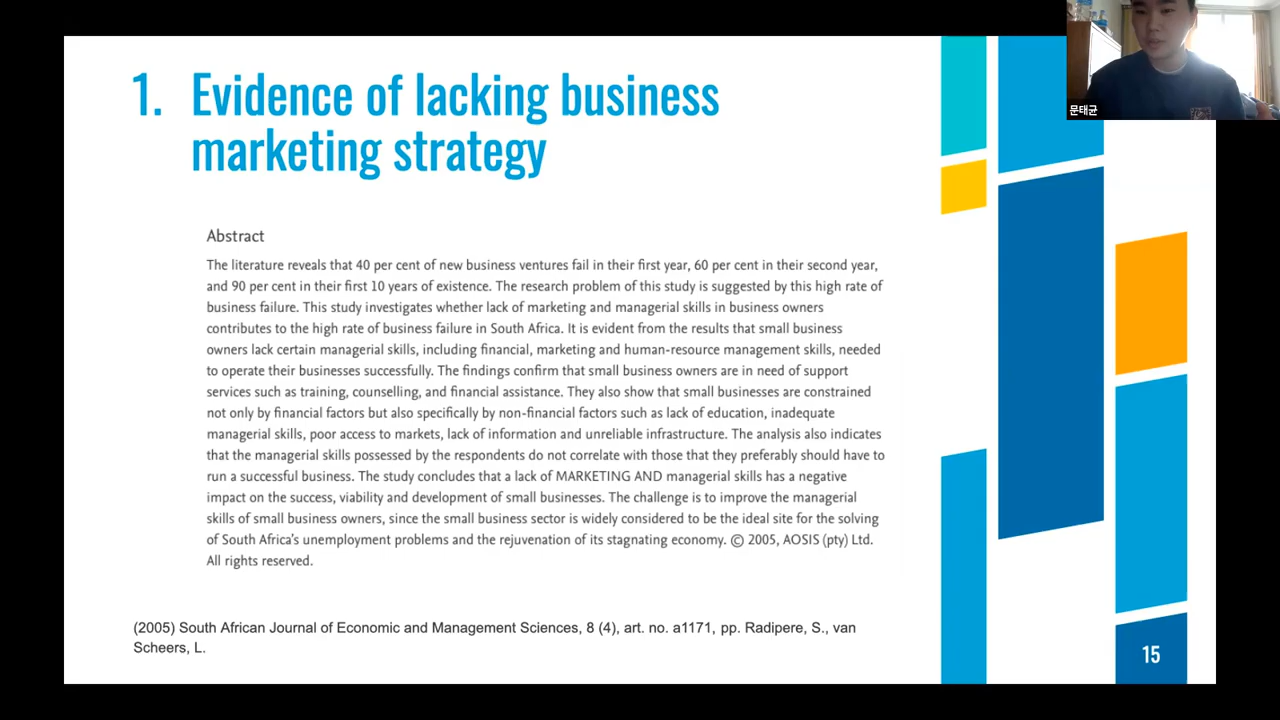 1. Evidence of lacking business
marketing strategy
문태균
Abstract
The literature reveals that 40 per cent of new business ventures fail in their first year, 60 per cent in their second year,
and 90 per cent in their first 10 years of existence. The research problem of this study is suggested by this high rate of
business failure. This study investigates whether lack of marketing and managerial skills in business owners
contributes to the high rate of business failure in South Africa. It is evident from the results that small business
owners lack certain managerial skills, including financial, marketing and human-resource management skills, needed
to operate their businesses successfully. The findings confirm that small business owners are in need of support
services such as training, counselling, and financial assistance. They also show that small businesses are constrained
not only by financial factors but also specifically by non-financial factors such as lack of education, inadequate
managerial skills, poor access to markets, lack of information and unreliable infrastructure. The analysis also indicates
that the managerial skills possessed by the respondents do not correlate with those that they preferably should have to
run a successful business. The study concludes that a lack of MARKETING AND managerial skills has a negative
impact on the success, viability and development of small businesses. The challenge is to improve the managerial
skills of small business owners, since the small business sector is widely considered to be the ideal site for the solving
of South Africa's unemployment problems and the rejuvenation of its stagnating economy. © 2005, AOSIS (pty) Ltd.
All rights reserved.
(2005) South African Journal of Economic and Management Sciences, 8 (4), art. no. a1171, pp. Radipere, S., van
Scheers, L.
15